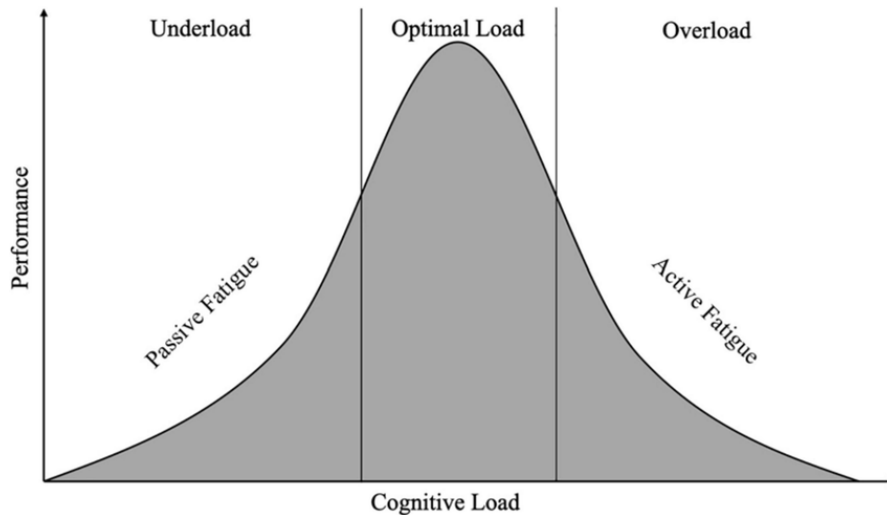 Underload
Optimal Load
Overload
Performance
Passive Fatigue
Active Fatigue
Cognitive Load